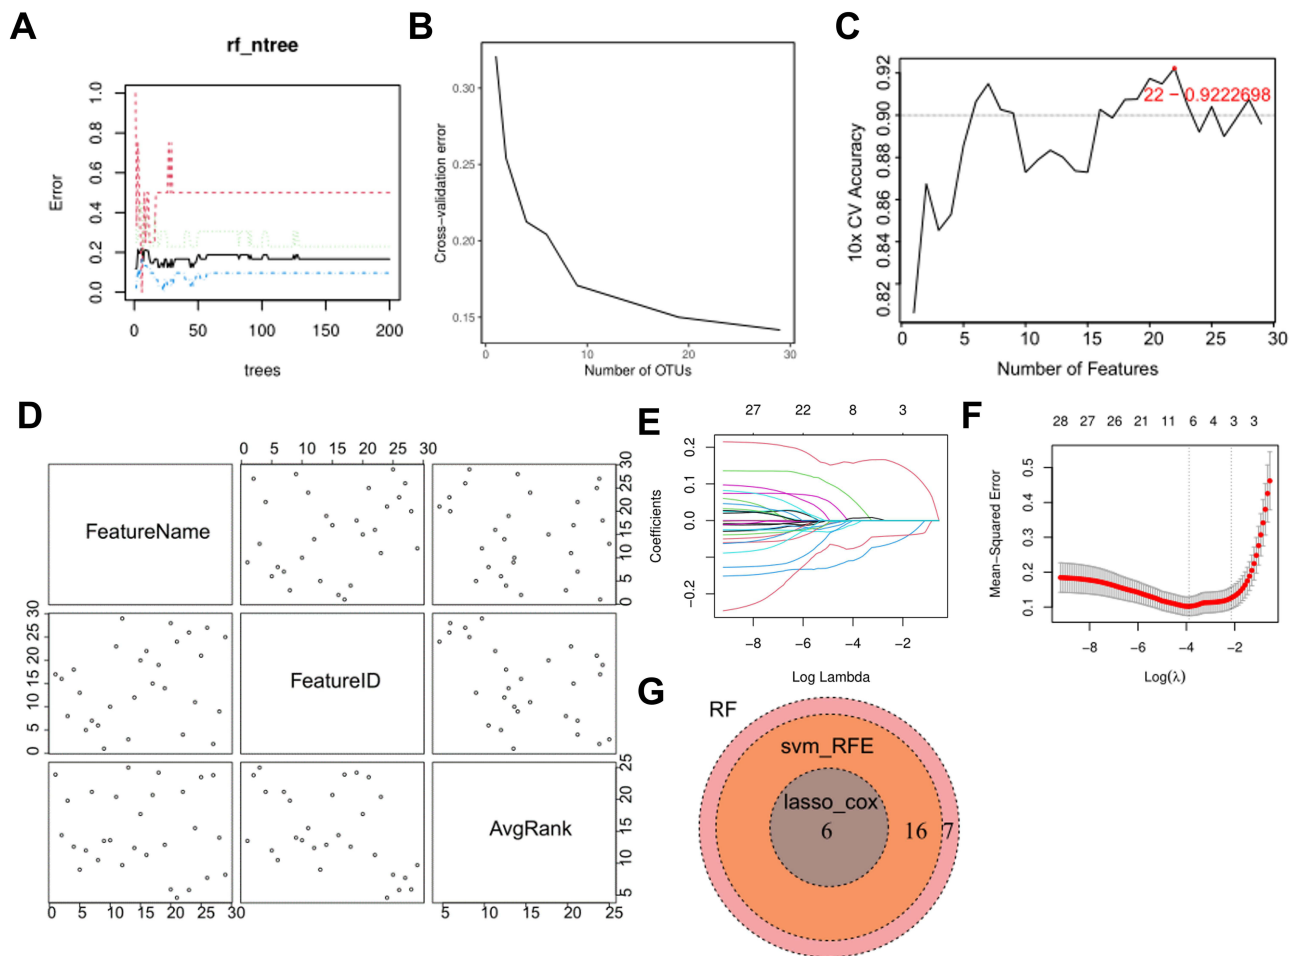 A
rf_ntree
Error
1.0
0.8
0.6
0.4
0.2
0.0
0 50 100 150 200
trees
B
Cross-validation error
0.30
0.25
0.20
0.15
0 10 20 30
Number of OTUs
C
10x CV Accuracy
0.92
0.90
0.88
0.86
0.84
0.82
22 − 0.9222698
0 5 10 15 20 25 30
Number of Features
D
0 5 10 15 20 25 30
FeatureName
30
25
20
15
10
5
0
30
25
20
15
10
5
0
FeatureID
AvgRank
25
20
15
10
5
0 5 10 15 20 25 30
5 10 15 20 25
E
27 22 8 3
Coefficients
0.2
0.1
0.0
−0.2
−8 −6 −4 −2
Log Lambda
F
28 27 26 21 11 6 4 3 3
Mean−Squared Error
0.5
0.4
0.3
0.2
0.1
−8 −6 −4 −2
Log(λ)
G
RF
svm_RFE
lasso_cox
6 16 7